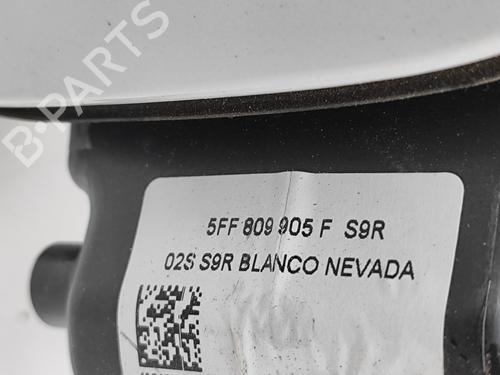 B-PARTS
5FF 809 905 F S9R
02S S9R BLANCO NEVADA